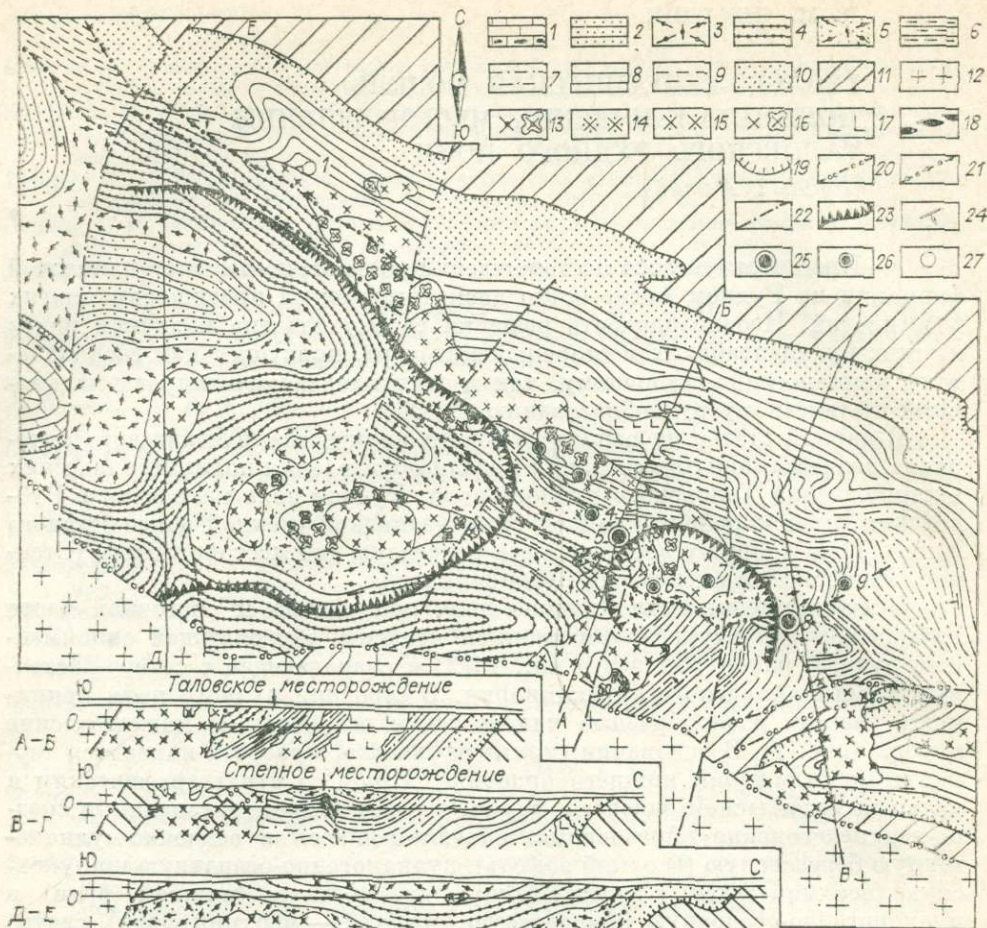 С
Ю
1 2 3 4 5 6
7 8 9 10 11 12
13 14 15 16 17 18
19 20 21
22 23 24
25 26 27
Е
1
Б
Г
2
4
5
6
9
8
Д
А
В
Ю Таловское месторождение
А-Б 0
Ю Степное месторождение С
В-Г 0
Ю С
Д-Е 0